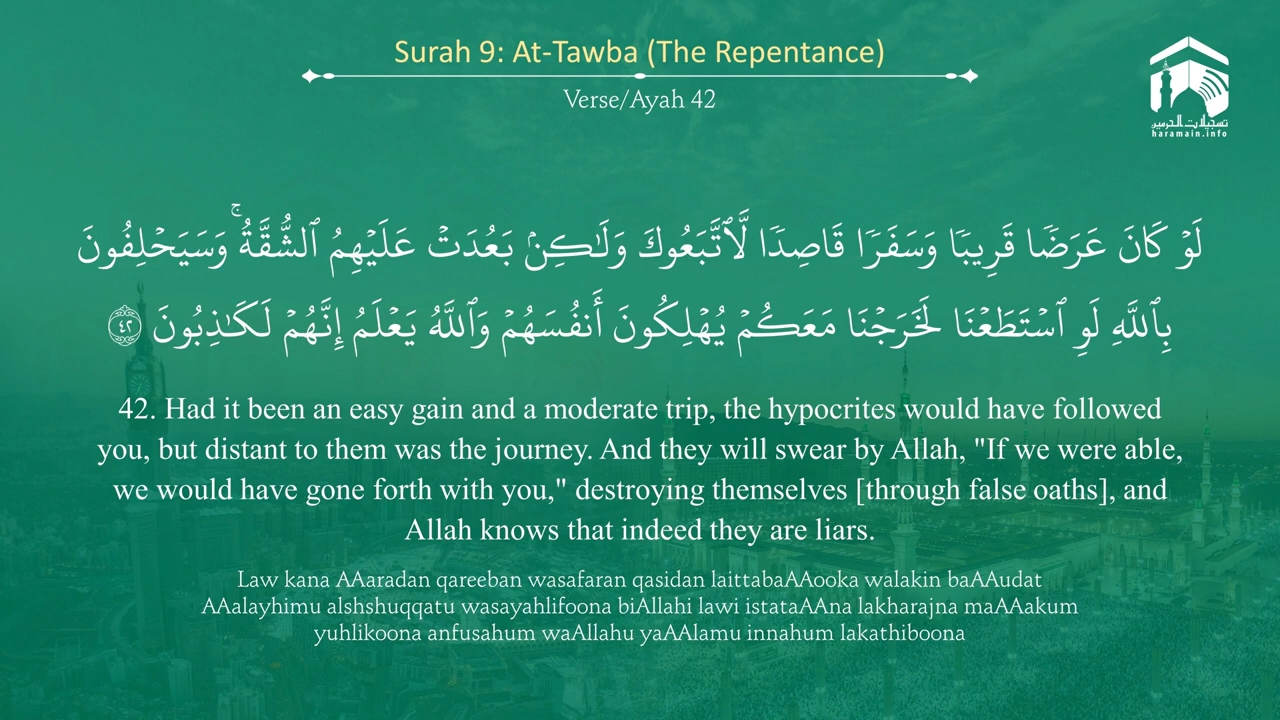 Surah 9: At-Tawba (The Repentance)
Verse/Ayah 42
تسجيلات الحرمين
haramain.info
لَوۡ كَانَ عَرَضٗا قَرِيبٗا وَسَفَرٗا قَاصِدٗا لَّٱتَّبَعُوكَ وَلَٰكِنۢ بَعُدَتۡ عَلَيۡهِمُ ٱلشُّقَّةُۚ وَسَيَحۡلِفُونَ
بِٱللَّهِ لَوِ ٱسۡتَطَعۡنَا لَخَرَجۡنَا مَعَكُمۡ يُهۡلِكُونَ أَنفُسَهُمۡ وَٱللَّهُ يَعۡلَمُ إِنَّهُمۡ لَكَٰذِبُونَ ٤٢
42. Had it been an easy gain and a moderate trip, the hypocrites would have followed
you, but distant to them was the journey. And they will swear by Allah, "If we were able,
we would have gone forth with you," destroying themselves [through false oaths], and
Allah knows that indeed they are liars.
Law kana AAaradan qareeban wasafaran qasidan laittabaAAooka walakin baAAudat
AAalayhimu alshshuqqatu wasayahlifoona biAllahi lawi istataAAna lakharajna maAAakum
yuhlikoona anfusahum waAllahu yaAAlamu innahum lakathiboona